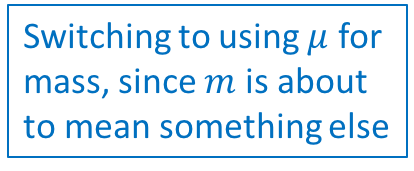 Switching to using 𝜇 for
mass, since 𝑚 is about
to mean something else